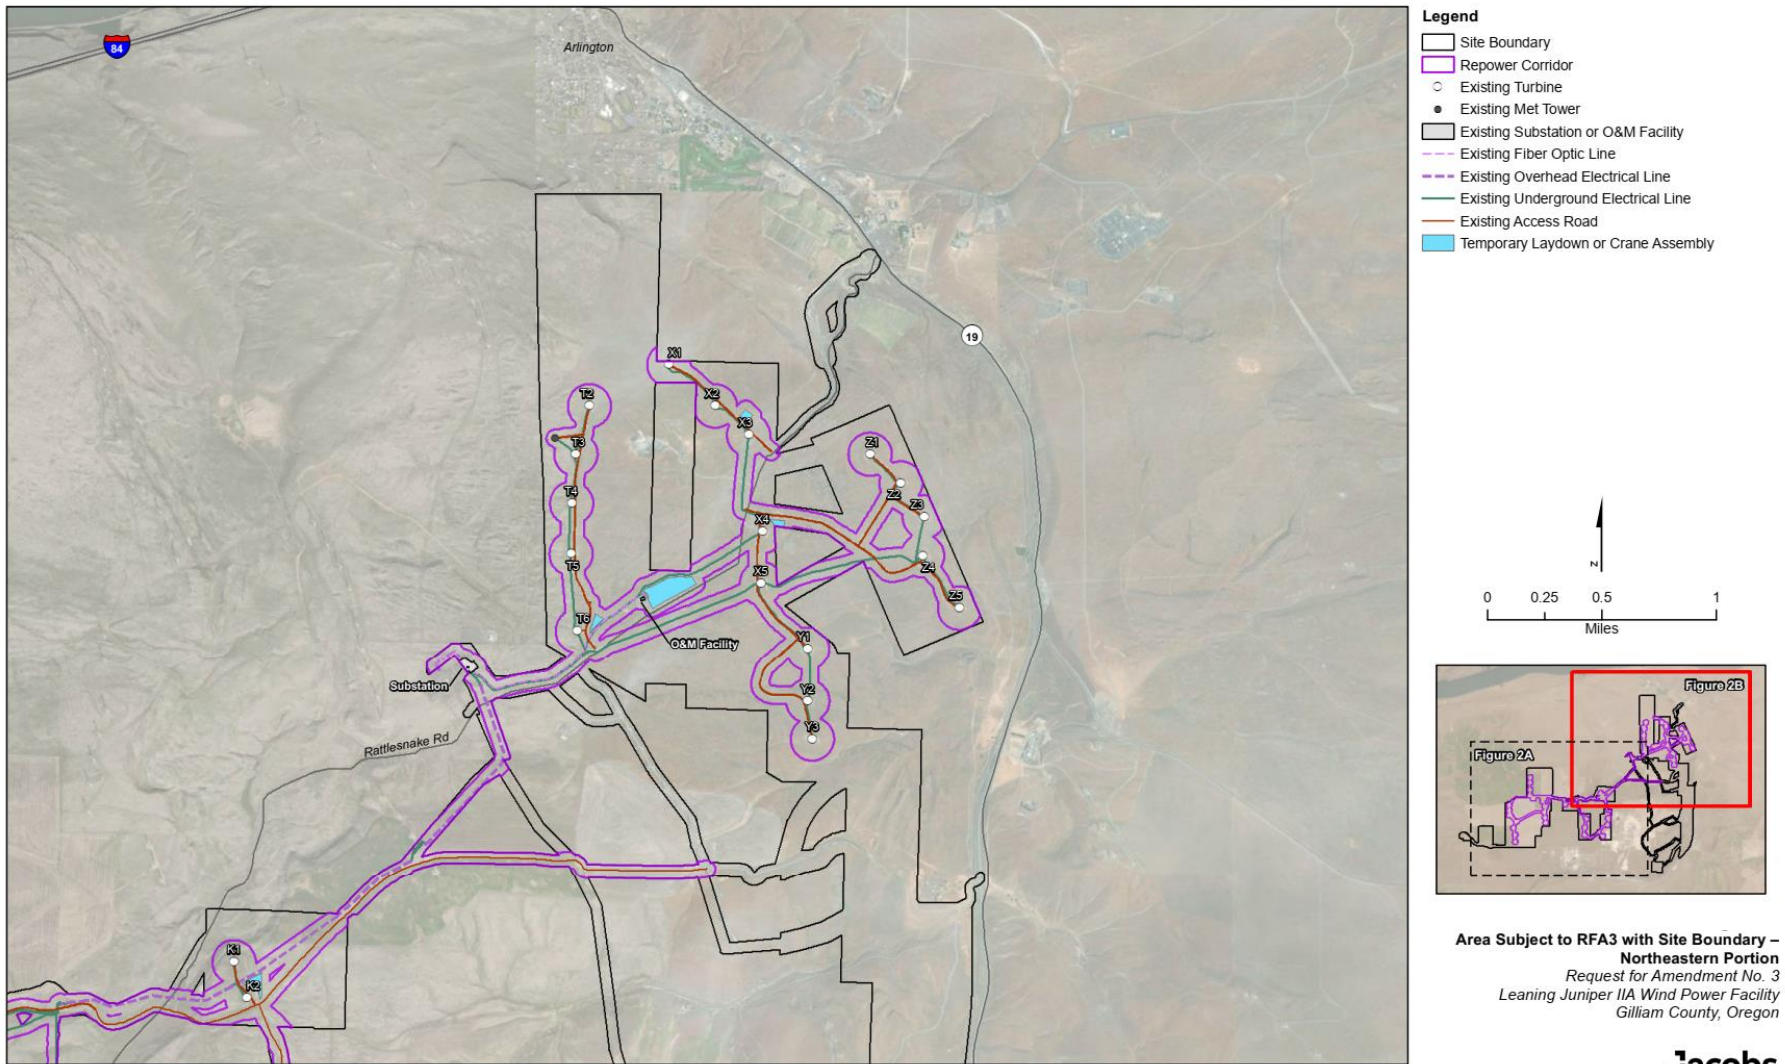 84
Arlington
19
X1
T2
X2
X3
T3
Z1
Z2
T4
Z3
X4
T5
Z4
X5
Z5
T6
Y1
O&M Facility
Substation
Y2
Y3
Rattlesnake Rd
K1
K2
Legend
Site Boundary
Repower Corridor
Existing Turbine
Existing Met Tower
Existing Substation or O&M Facility
Existing Fiber Optic Line
Existing Overhead Electrical Line
Existing Underground Electrical Line
Existing Access Road
Temporary Laydown or Crane Assembly
N
0 0.25 0.5 1
Miles
Figure 2B
Figure 2A
Area Subject to RFA3 with Site Boundary –
Northeastern Portion
Request for Amendment No. 3
Leaning Juniper IIA Wind Power Facility
Gilliam County, Oregon
Jacobs